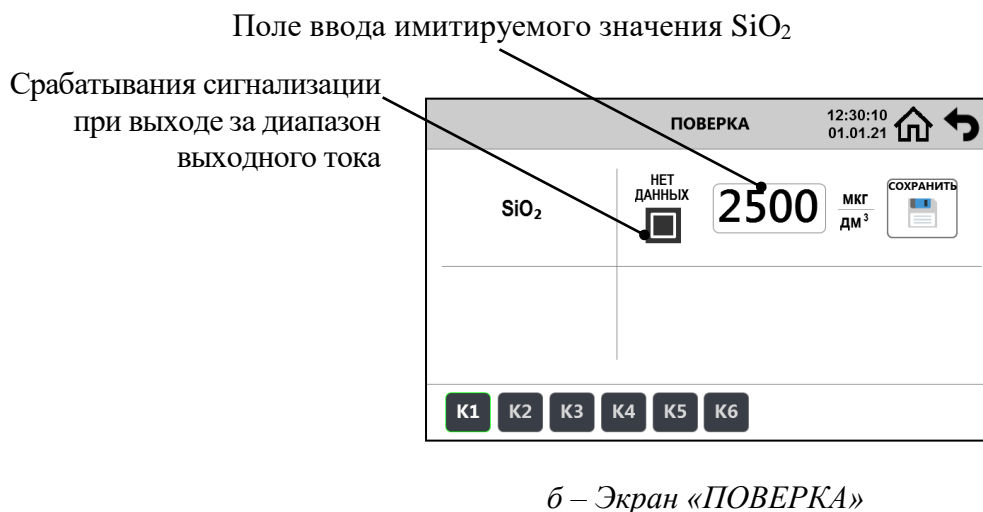 Поле ввода имитируемого значения SiO₂
Срабатывания сигнализации
при выходе за диапазон
выходного тока
ПОВЕРКА
12:30:10
01.01.21
SiO₂
НЕТ
ДАННЫХ
2500
МКГ
ДМ³
СОХРАНИТЬ
K1 K2 K3 K4 K5 K6
б – Экран «ПОВЕРКА»